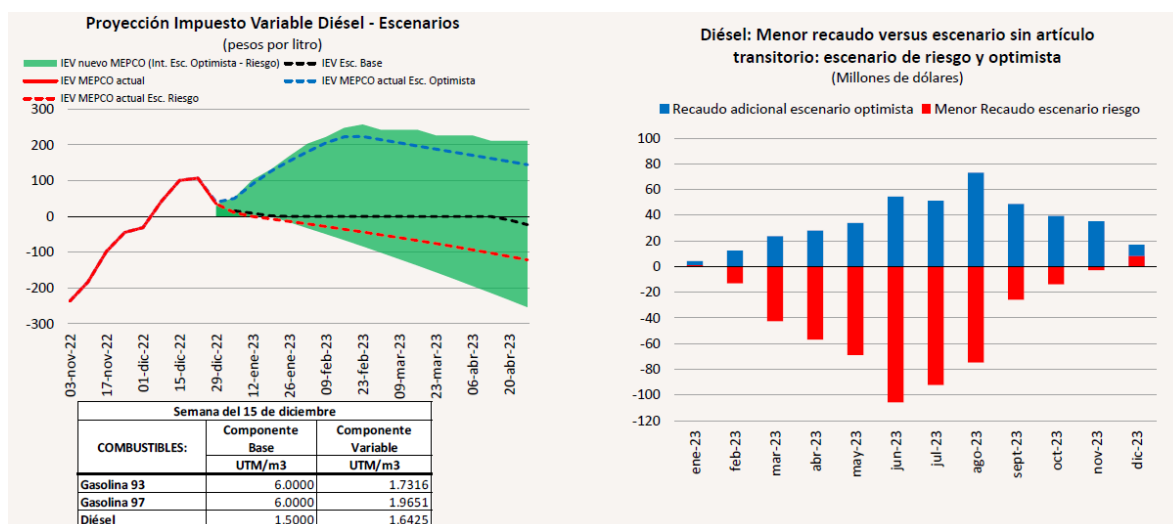 Proyección Impuesto Variable Diésel - Escenarios
(pesos por litro)
IEV nuevo MEPCO (Int. Esc. Optimista - Riesgo) IEV Esc. Base
IEV MEPCO actual IEV MEPCO actual Esc. Optimista
IEV MEPCO actual Esc. Riesgo
300
200
100
0
-100
-200
-300
03-nov-22
17-nov-22
01-dic-22
15-dic-22
29-dic-22
12-ene-23
26-ene-23
09-feb-23
23-feb-23
09-mar-23
23-mar-23
06-abr-23
20-abr-23
Semana del 15 de diciembre
COMBUSTIBLES: Componente Base Componente Variable
UTM/m3 UTM/m3
Gasolina 93 6.0000 1.7316
Gasolina 97 6.0000 1.9651
Diésel 1.5000 1.6425
Diésel: Menor recaudo versus escenario sin artículo
transitorio: escenario de riesgo y optimista
(Millones de dólares)
Recaudo adicional escenario optimista Menor Recaudo escenario riesgo
100
80
60
40
20
0
-20
-40
-60
-80
-100
-120
ene-23
feb-23
mar-23
abr-23
may-23
jun-23
jul-23
ago-23
sept-23
oct-23
nov-23
dic-23